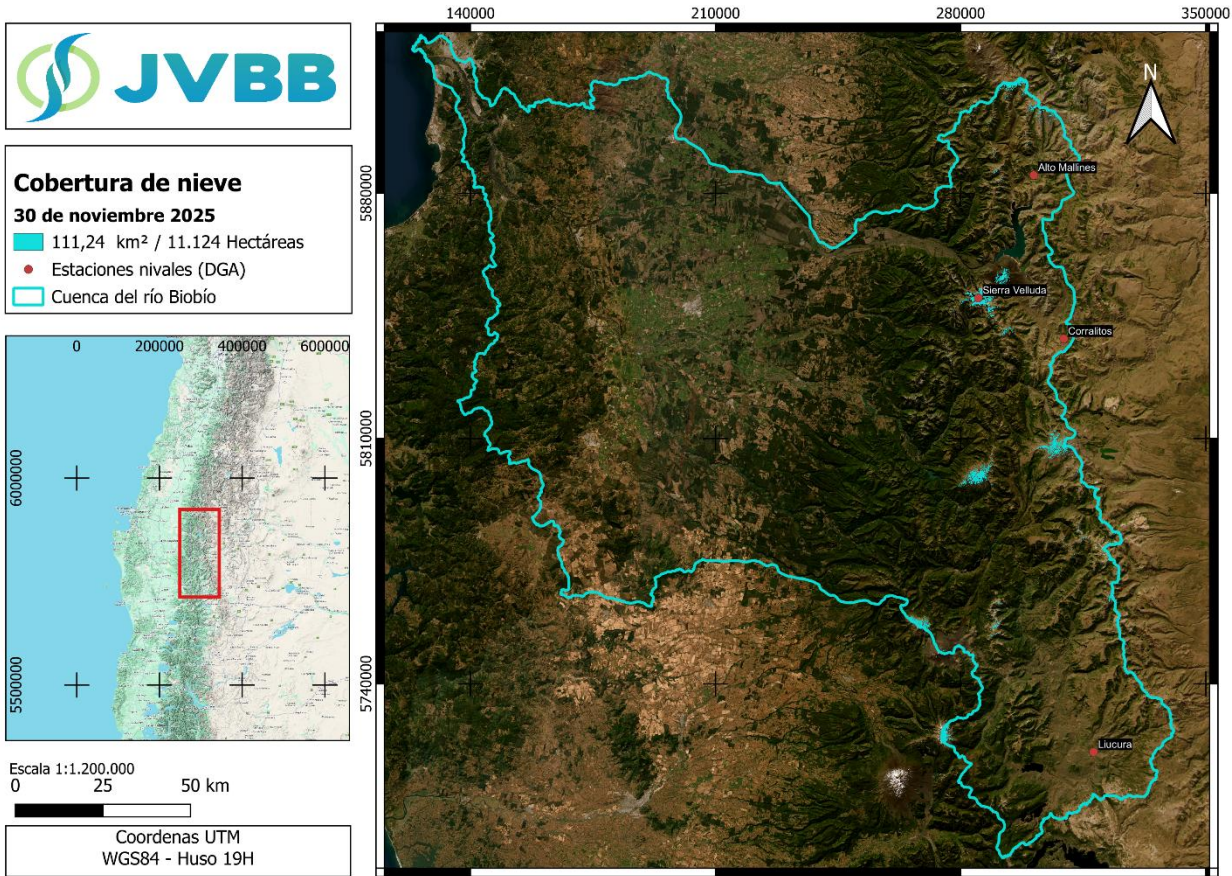 JVBB
Cobertura de nieve
30 de noviembre 2025
111,24 km² / 11.124 Hectáreas
Estaciones nivales (DGA)
Cuenca del río Biobío
0 200000 400000 600000
6000000
5500000
Escala 1:1.200.000
0 25 50 km
Coordenas UTM
WGS84 - Huso 19H
140000 210000 280000 350000
5880000
5810000
5740000
N
Alto Mallines
Sierra Velluda
Corralitos
Liucura